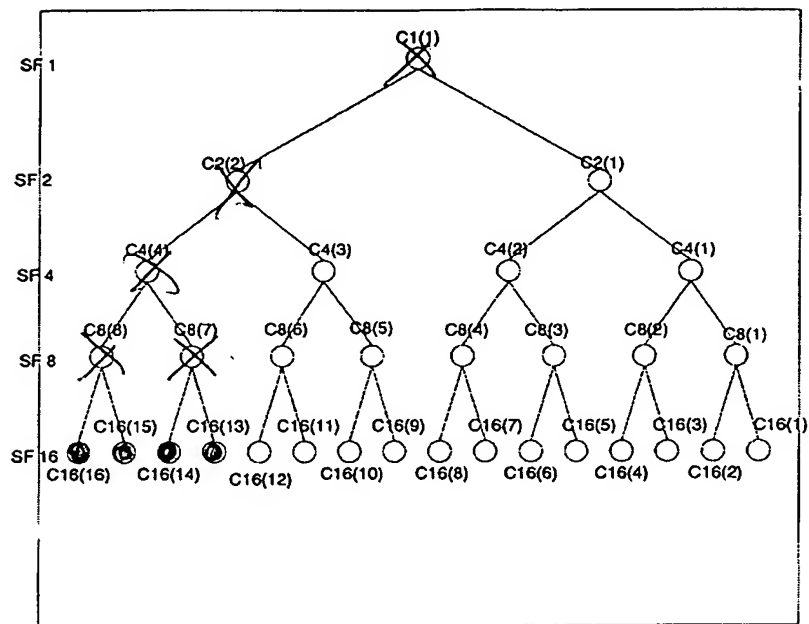 C1(1)
SF 1
C2(2) C2(1)
SF 2
C4(4) C4(3) C4(2) C4(1)
SF 4
C8(8) C8(7) C8(6) C8(5) C8(4) C8(3) C8(2) C8(1)
SF 8
C16(15) C16(13) C16(11) C16(9) C16(7) C16(5) C16(3) C16(1)
SF 16
C16(16) C16(14) C16(12) C16(10) C16(8) C16(6) C16(4) C16(2)